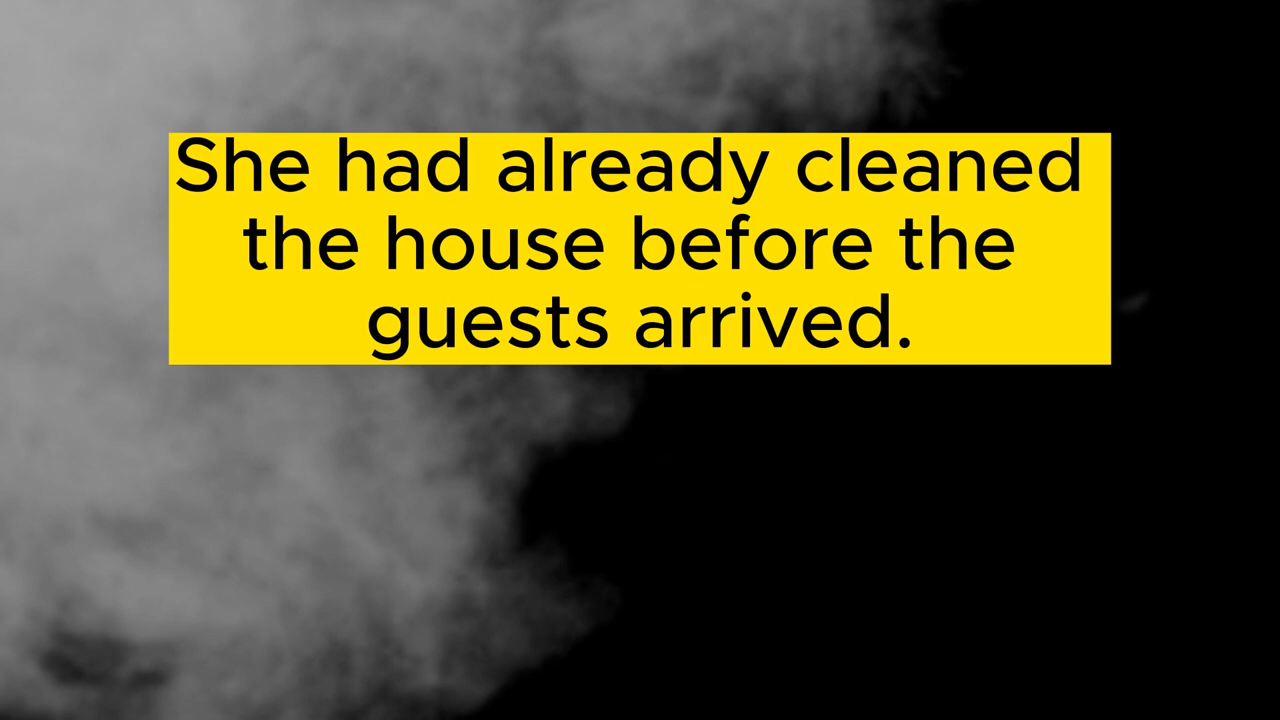 She had already cleaned
the house before the
guests arrived.